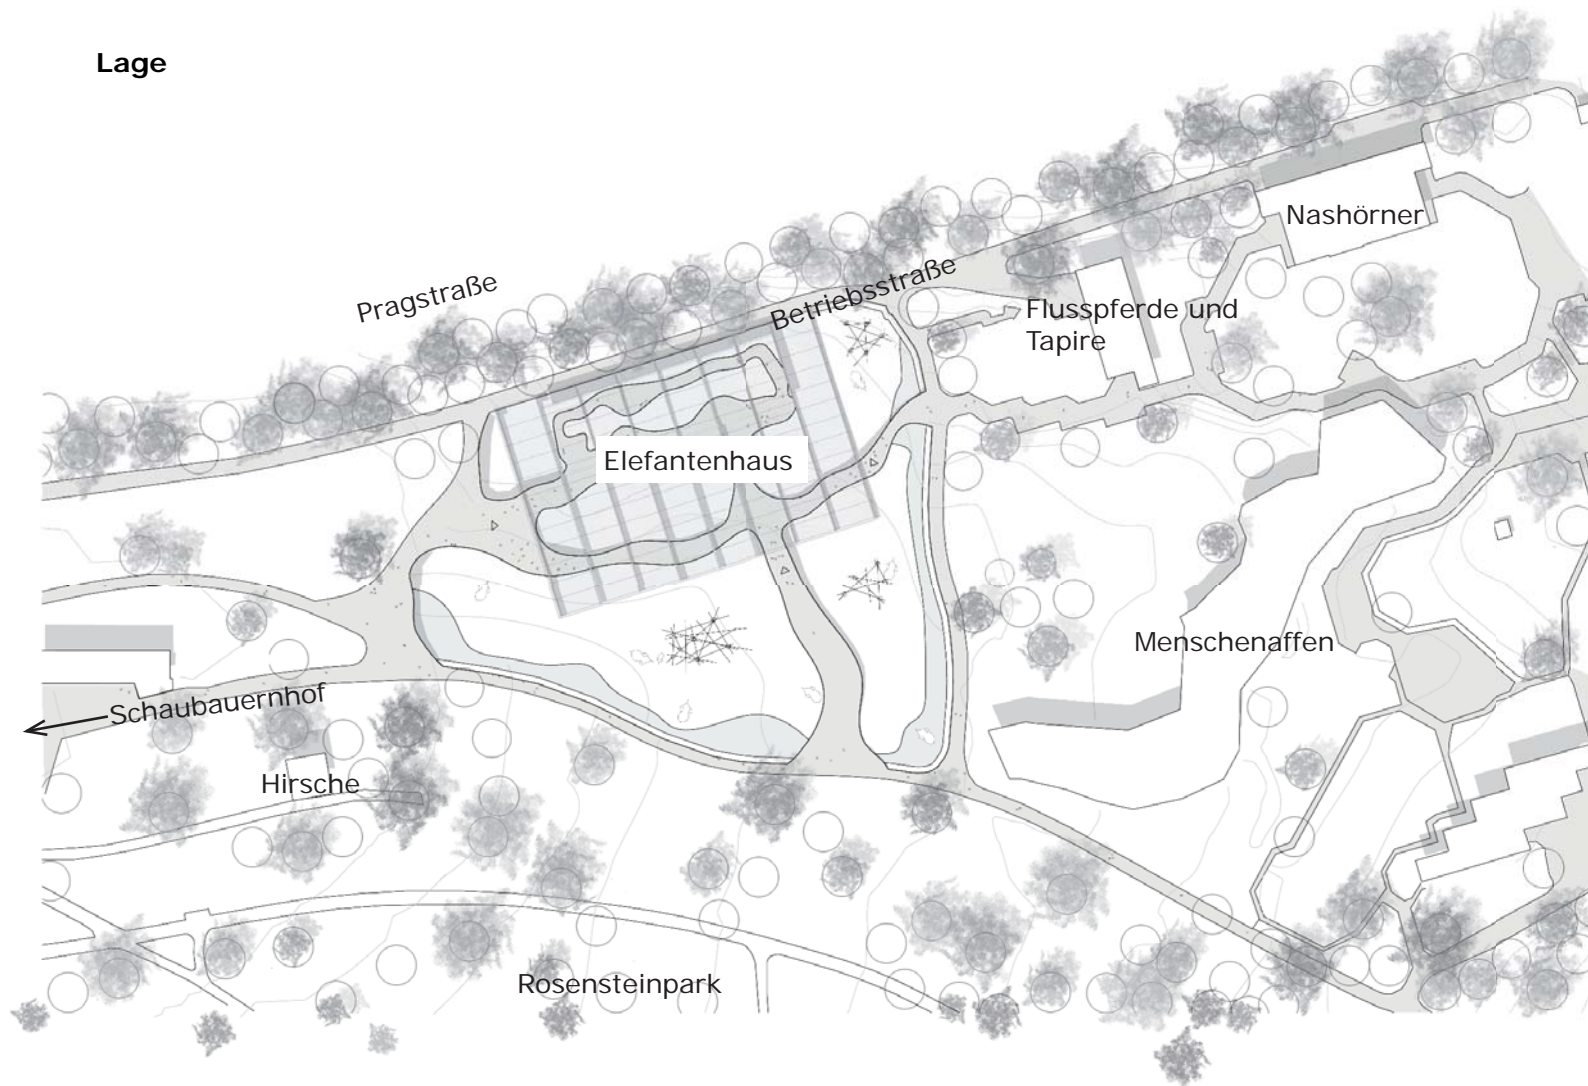 Lage
Nashörner
Pragstraße
Betriebsstraße
Flusspferde und
Tapire
Elefantenhaus
Menschenaffen
Schaubauernhof
Hirsche
Rosensteinpark